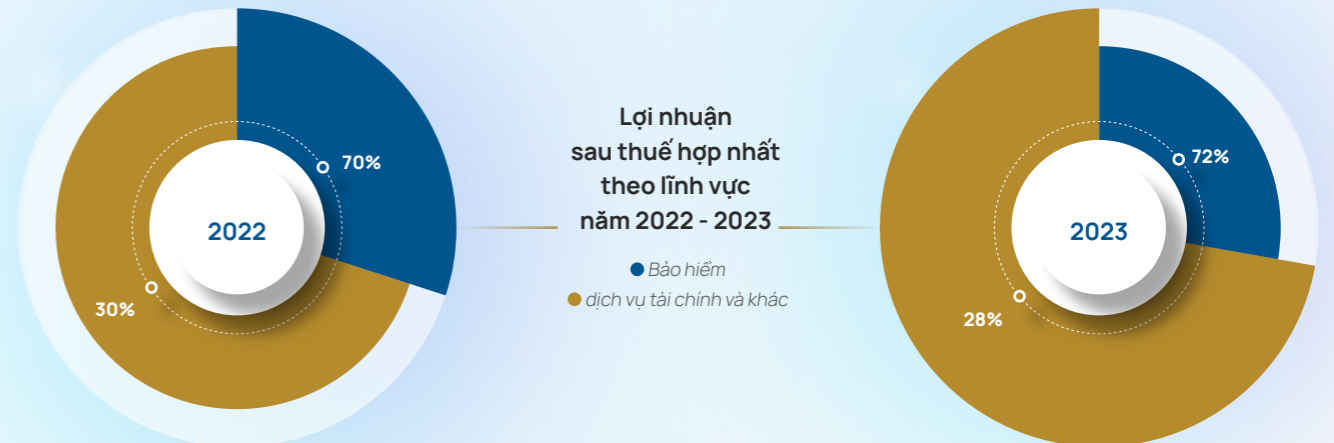 70%
2022
30%
Lợi nhuận
sau thuế hợp nhất
theo lĩnh vực
năm 2022 - 2023
Bảo hiểm
dịch vụ tài chính và khác
72%
2023
28%